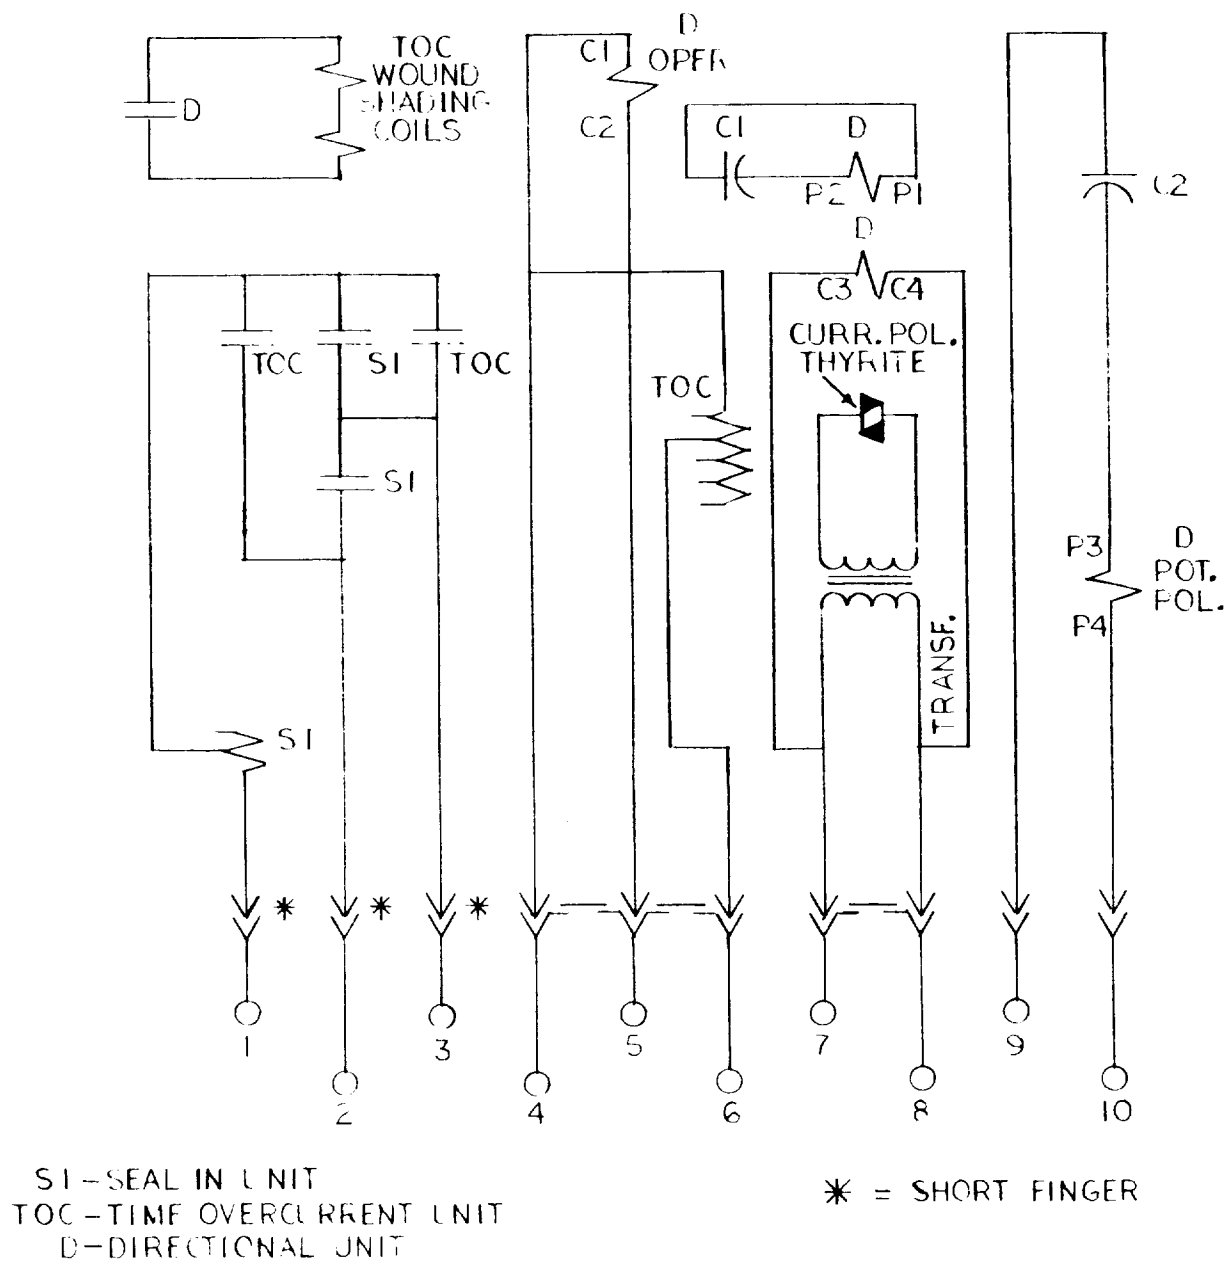 TOC
WOUND
SHADING
COILS
D
C1
C2
D
OPER
C1
D
P2
P1
C2
D
C3
C4
CURR. POL.
THYRITE
TOC
SI
TOC
TOC
SI
P3
P4
D
POT.
POL.
TRANSF.
SI
* * *
1 2 3 4 5 6 7 8 9 10
SI-SEAL IN UNIT
TOC-TIME OVERCURRENT UNIT
D-DIRECTIONAL UNIT
* = SHORT FINGER